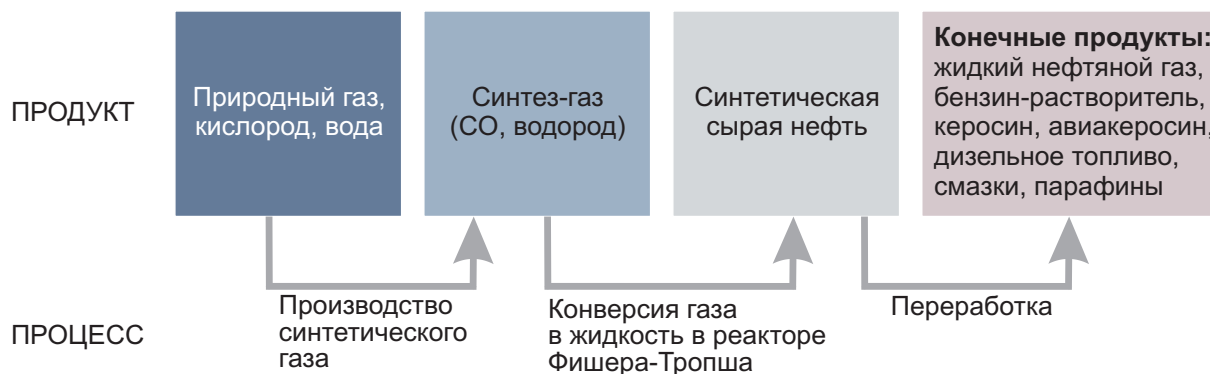 ПРОДУКТ
Природный газ,
кислород, вода
Синтез-газ
(CO, водород)
Синтетическая
сырая нефть
Конечные продукты:
жидкий нефтяной газ,
бензин-растворитель,
керосин, авиакеросин,
дизельное топливо,
смазки, парафины
ПРОЦЕСС
Производство
синтетического
газа
Конверсия газа
в жидкость в реакторе
Фишера-Тропша
Переработка